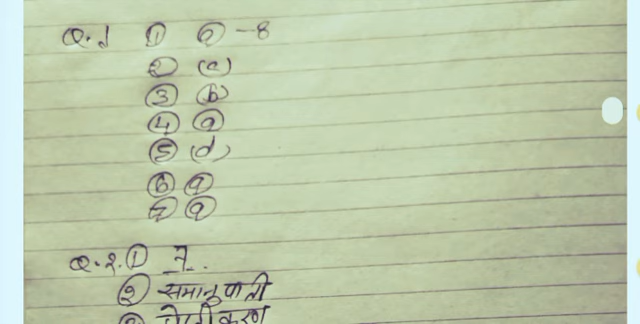 Q.1 ① ⓐ -8
② (c)
③ (b)
④ ⓐ
⑤ (d)
⑥ ⓐ
⑦ ⓐ
Q.2. ① 7.
② समानुपाती